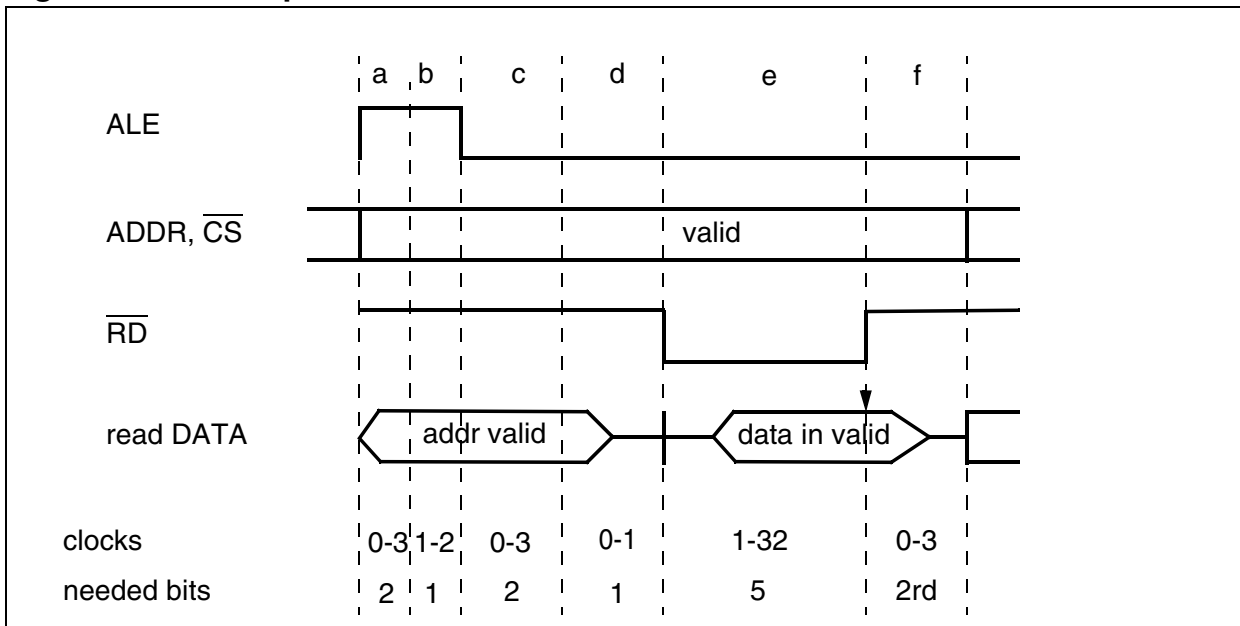 a b c d e f
ALE
ADDR, CS
valid
RD
read DATA
addr valid
data in valid
clocks 0-3 1-2 0-3 0-1 1-32 0-3
needed bits 2 1 2 1 5 2rd